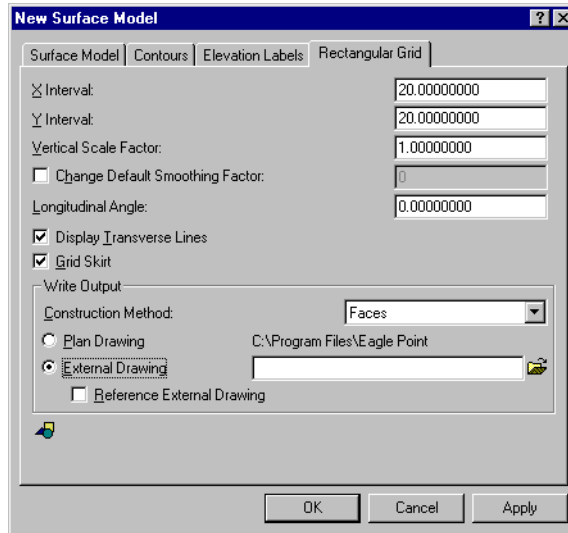 New Surface Model
Surface Model Contours Elevation Labels Rectangular Grid
X Interval: 20.00000000
Y Interval: 20.00000000
Vertical Scale Factor: 1.00000000
Change Default Smoothing Factor: 0
Longitudinal Angle: 0.00000000
Display Transverse Lines
Grid Skirt
Write Output
Construction Method: Faces
Plan Drawing C:\Program Files\Eagle Point
External Drawing
Reference External Drawing
OK Cancel Apply